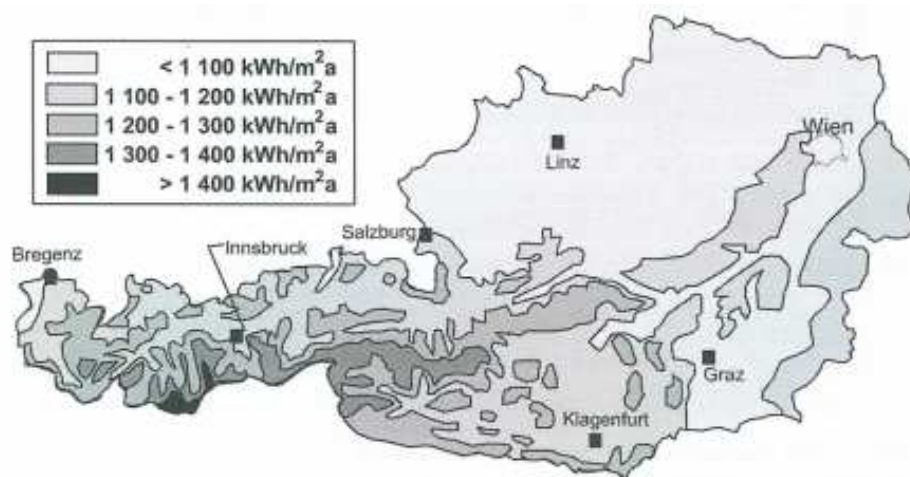 < 1 100 kWh/m²a
1 100 - 1 200 kWh/m²a
1 200 - 1 300 kWh/m²a
1 300 - 1 400 kWh/m²a
> 1 400 kWh/m²a
Wien
Linz
Salzburg
Innsbruck
Bregenz
Graz
Klagenfurt